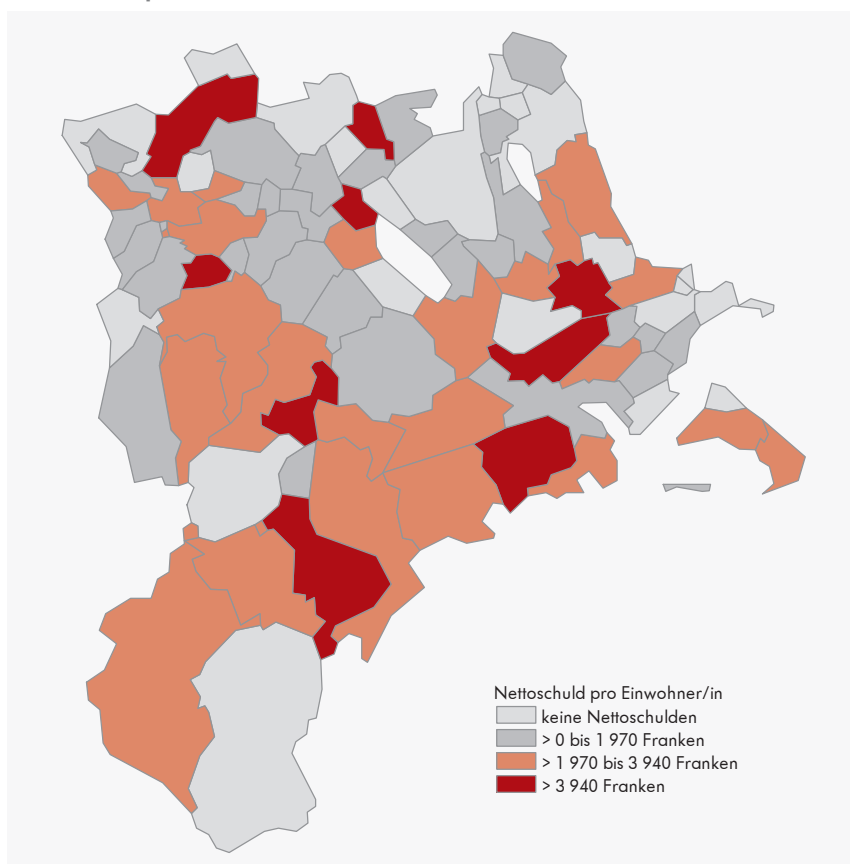 Nettoschuld pro Einwohner/in
keine Nettoschulden
> 0 bis 1 970 Franken
> 1 970 bis 3 940 Franken
> 3 940 Franken